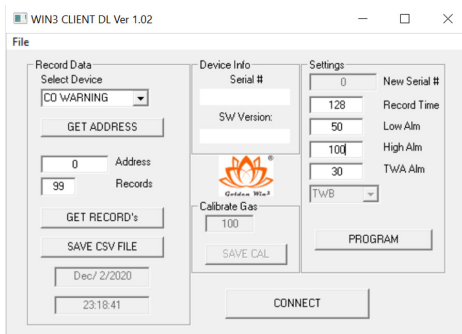 WIN3 CLIENT DL Ver 1.02
File
Record Data
Select Device
CO WARNING
GET ADDRESS
0 Address
99 Records
GET RECORD's
SAVE CSV FILE
Dec/ 2/2020
23:18:41
Device Info
Serial #
SW Version:
Golden Win³
Calibrate Gas
100
SAVE CAL
CONNECT
Settings
0 New Serial #
128 Record Time
50 Low Alm
100 High Alm
30 TWA Alm
TWB
PROGRAM